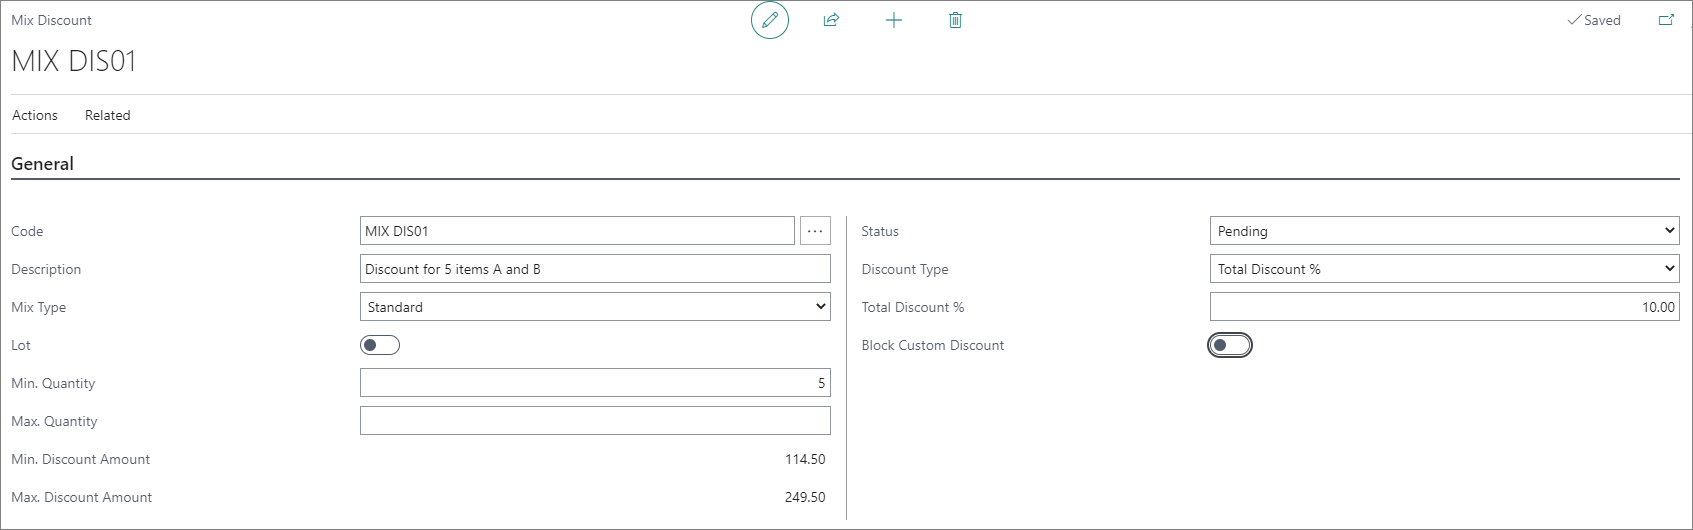 Mix Discount
Saved
MIX DIS01
Actions Related
General
Code MIX DIS01 ...
Description Discount for 5 items A and B
Mix Type Standard
Lot
Min. Quantity 5
Max. Quantity
Min. Discount Amount 114.50
Max. Discount Amount 249.50
Status Pending
Discount Type Total Discount %
Total Discount % 10.00
Block Custom Discount